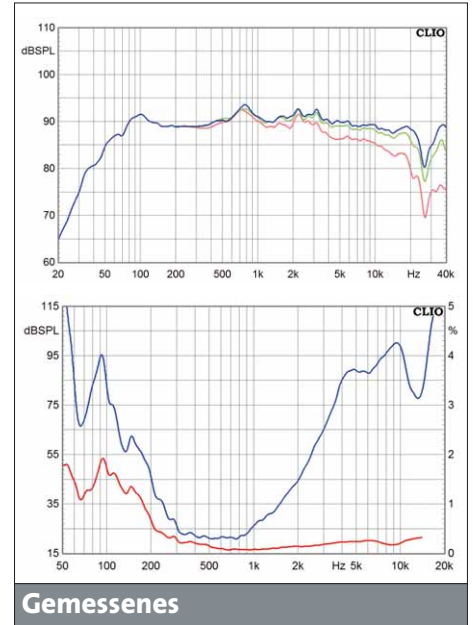 110
CLIO
dBSPL
100
90
80
70
60
20 50 100 200 500 1k 2k 5k 10k Hz 40k
115 CLIO 5
dBSPL %
95 4
75 3
55 2
35 1
15 0
50 100 200 500 1k 2k Hz 5k 10k 20k
Gemessenes